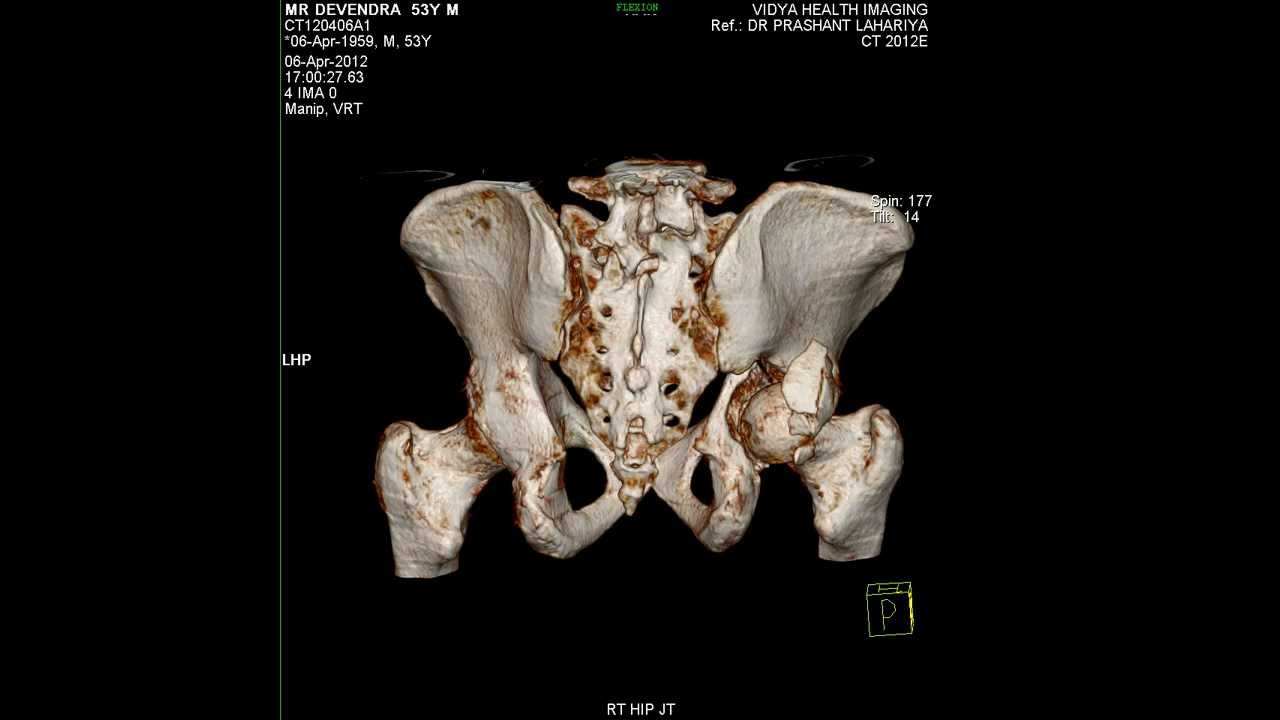 MR DEVENDRA 53Y M
CT120406A1
*06-Apr-1959, M, 53Y
06-Apr-2012
17:00:27.63
4 IMA 0
Manip, VRT
FLEXION
VIDYA HEALTH IMAGING
Ref.: DR PRASHANT LAHARIYA
CT 2012E
Spin: 177
Tilt: 14
LHP
P
RT HIP JT